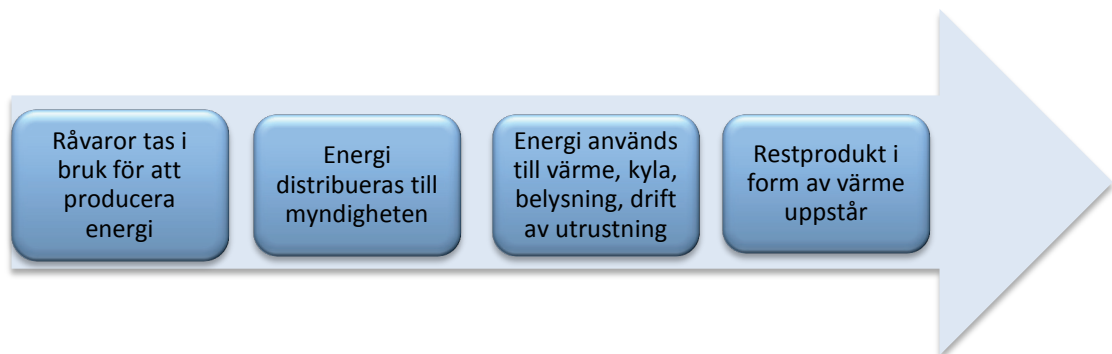 Råvaror tas i
bruk för att
producera
energi
Energi
distribueras till
myndigheten
Energi används
till värme, kyla,
belysning, drift
av utrustning
Restprodukt i
form av värme
uppstår